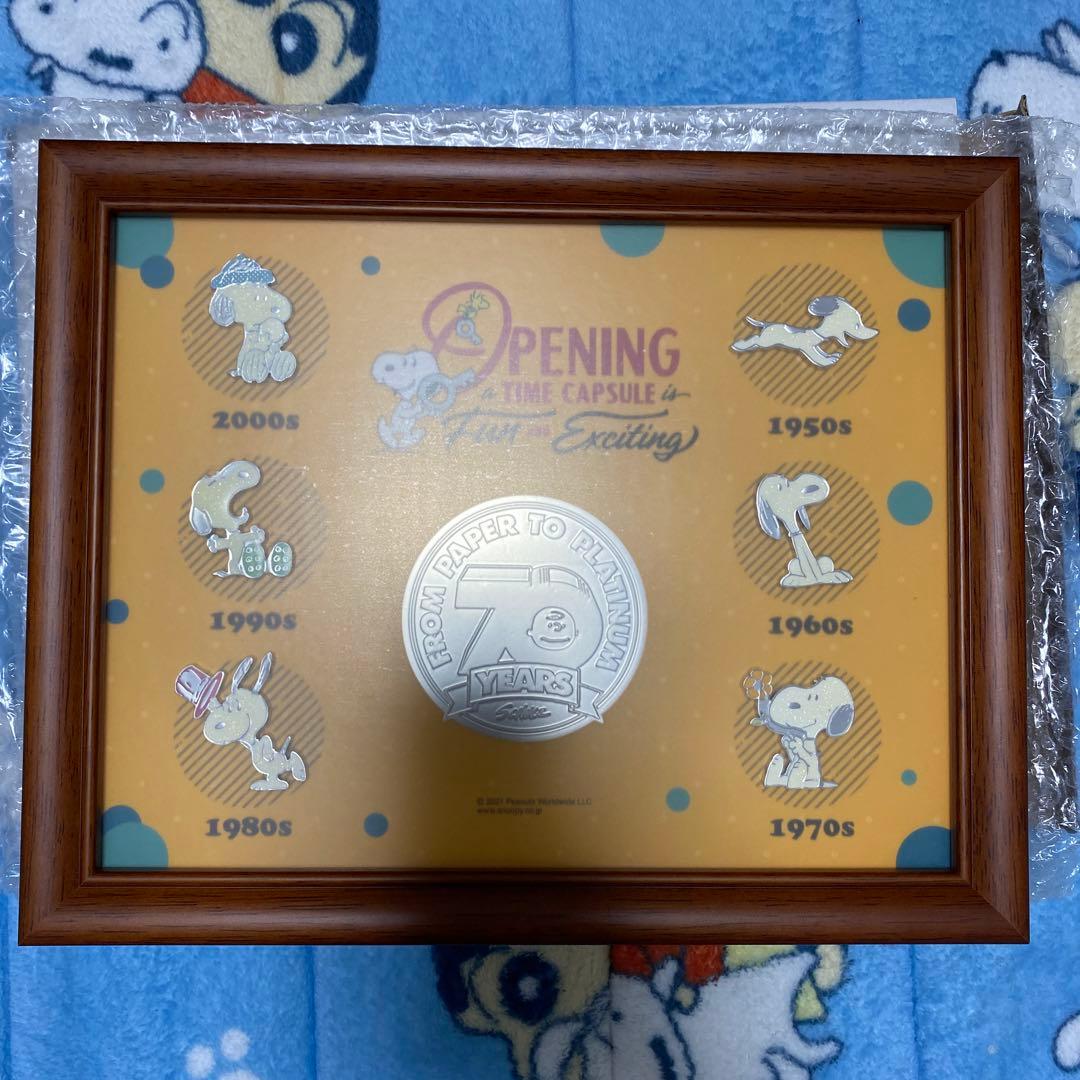 OPENING
a TIME CAPSULE is
Fun and Exciting
2000s
1950s
FROM PAPER TO PLATINUM
70
YEARS
Schulz
1990s
1960s
1980s
1970s
© 2021 Peanuts Worldwide LLC
www.snoopy.co.jp